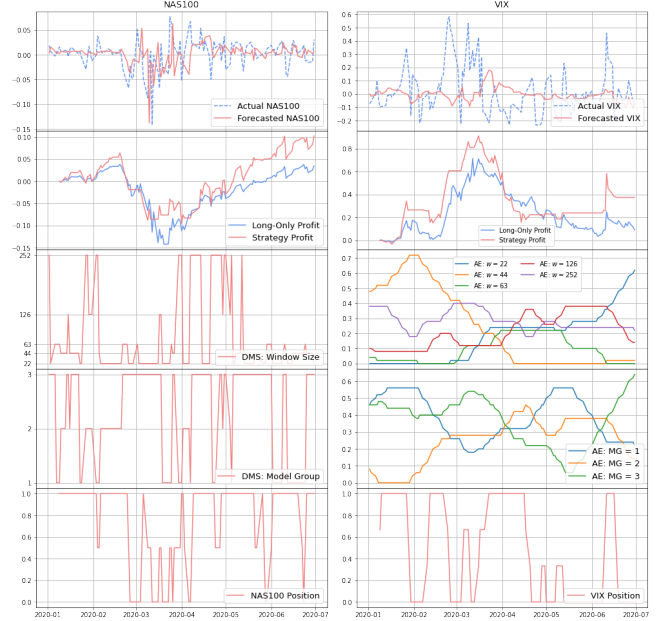 NAS100
VIX
0.05
0.00
−0.05
−0.10
−0.15
Actual NAS100
Forecasted NAS100
0.6
0.5
0.4
0.3
0.2
0.1
0.0
−0.1
−0.2
Actual VIX
Forecasted VIX
0.10
0.05
0.00
−0.05
−0.10
−0.15
Long-Only Profit
Strategy Profit
0.8
0.6
0.4
0.2
0.0
Long-Only Profit
Strategy Profit
252
126
63
44
22
DMS: Window Size
0.7
0.6
0.5
0.4
0.3
0.2
0.1
0.0
AE: w = 22
AE: w = 44
AE: w = 63
AE: w = 126
AE: w = 252
3
2
1
DMS: Model Group
0.6
0.5
0.4
0.3
0.2
0.1
0.0
AE: MG = 1
AE: MG = 2
AE: MG = 3
1.0
0.8
0.6
0.4
0.2
0.0
NAS100 Position
2020-01 2020-02 2020-03 2020-04 2020-05 2020-06 2020-07
1.0
0.8
0.6
0.4
0.2
0.0
VIX Position
2020-01 2020-02 2020-03 2020-04 2020-05 2020-06 2020-07